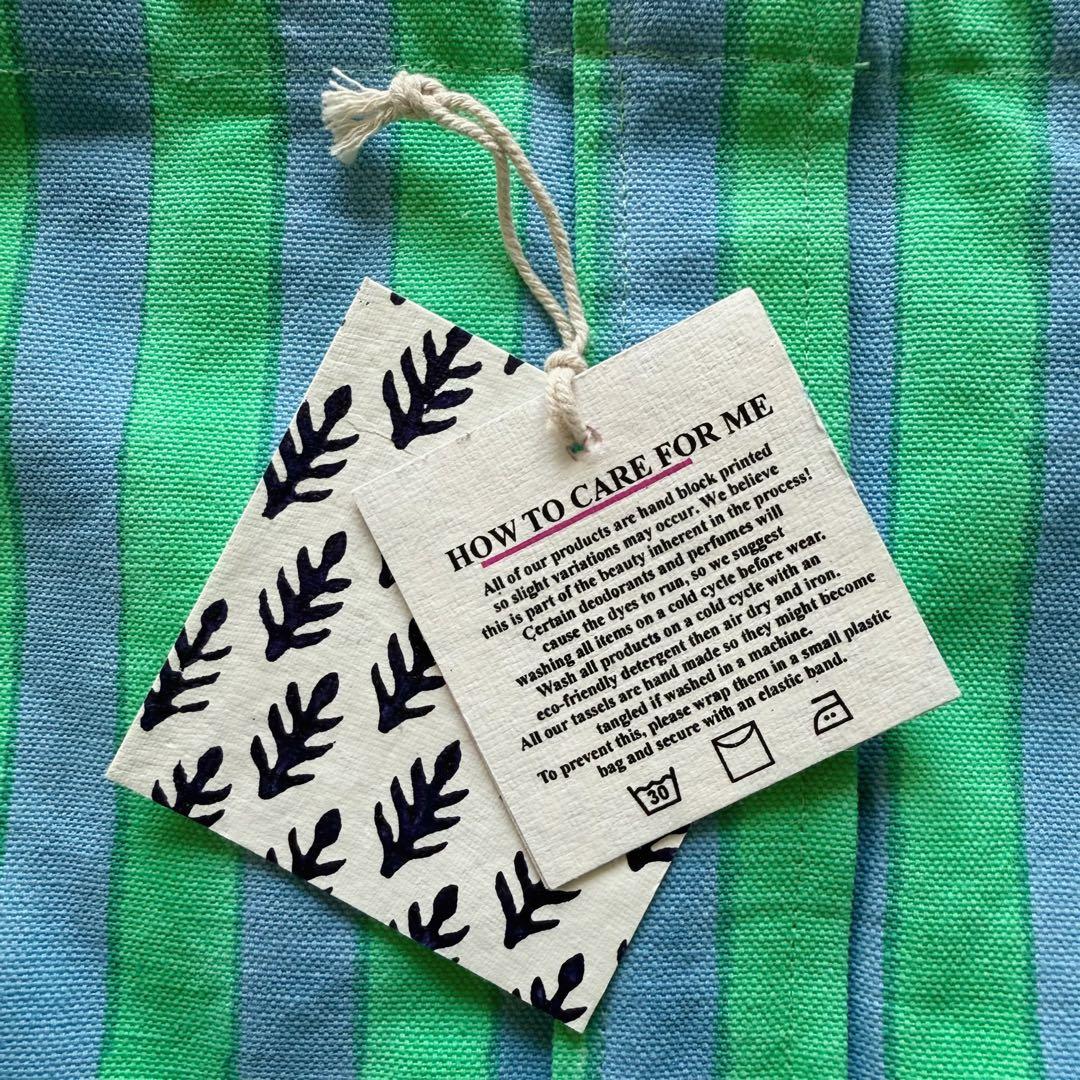 HOW TO CARE FOR ME
All of our products are hand block printed
so slight variations may occur. We believe
this is part of the beauty inherent in the process!
Çertain deodorants and perfumes will
cause the dyes to run, so we suggest
washing all items on a cold cycle before wear.
Wash all products on a cold cycle with an
eco-friendly detergent then air dry and iron.
All our tassels are hand made so they might become
tangled if washed in a machine.
To prevent this, please wrap them in a small plastic
bag and secure with an elastic band.
30